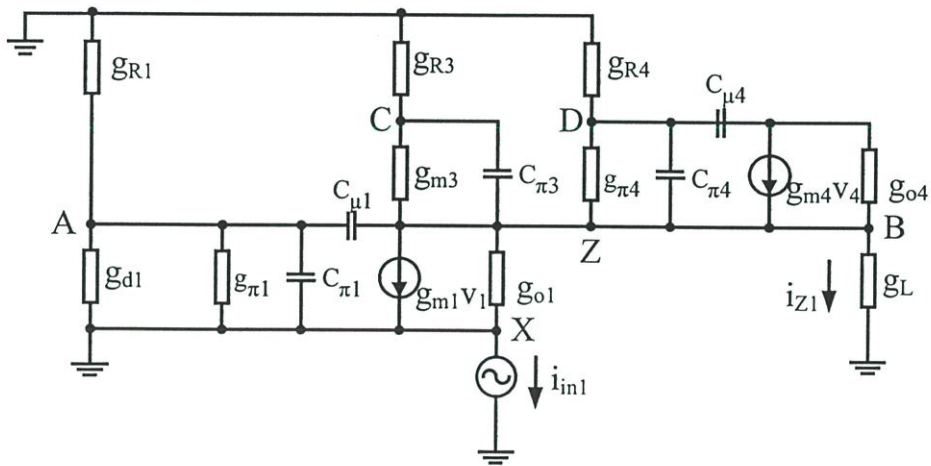 gR1
gR3
gR4
Cμ4
C
D
gm3
Cπ3
gπ4
Cπ4
gm4v4
go4
Cμ1
A
Z
B
gd1
gπ1
Cπ1
gm1v1
go1
iZ1
gL
X
iin1